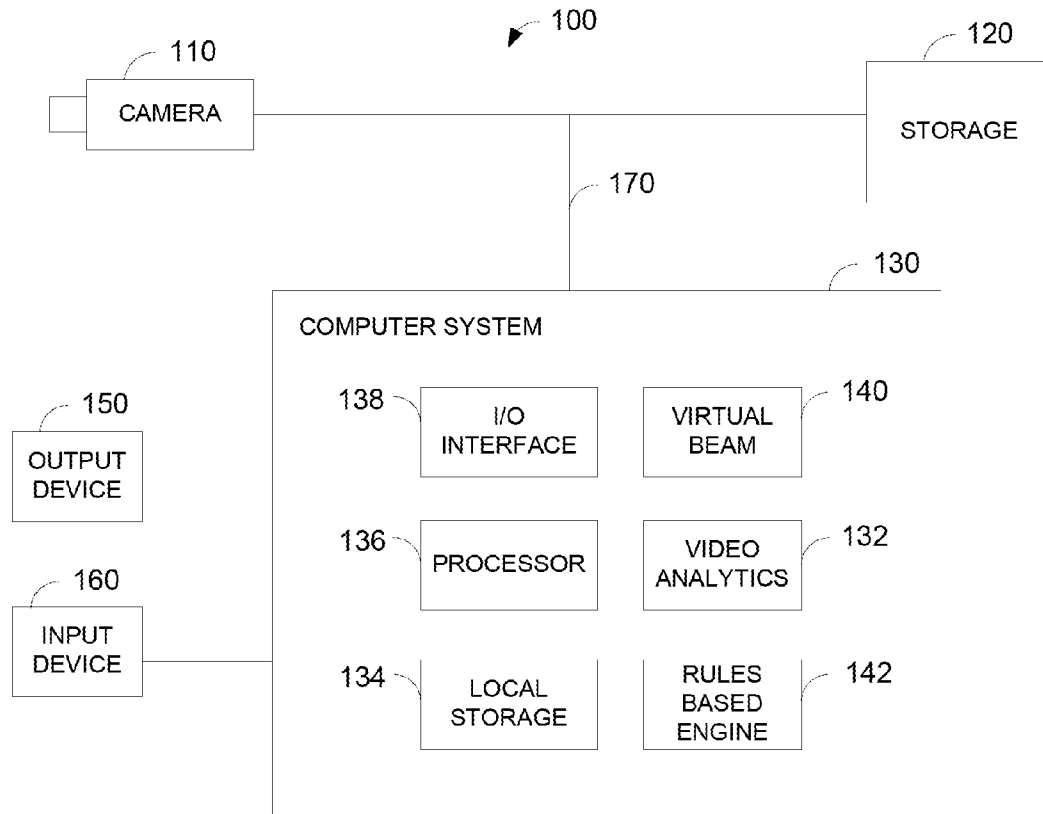 100
110
120
CAMERA
STORAGE
170
130
COMPUTER SYSTEM
138
I/O
INTERFACE
VIRTUAL
BEAM
140
150
OUTPUT
DEVICE
136
PROCESSOR
VIDEO
ANALYTICS
132
160
INPUT
DEVICE
134
LOCAL
STORAGE
RULES
BASED
ENGINE
142